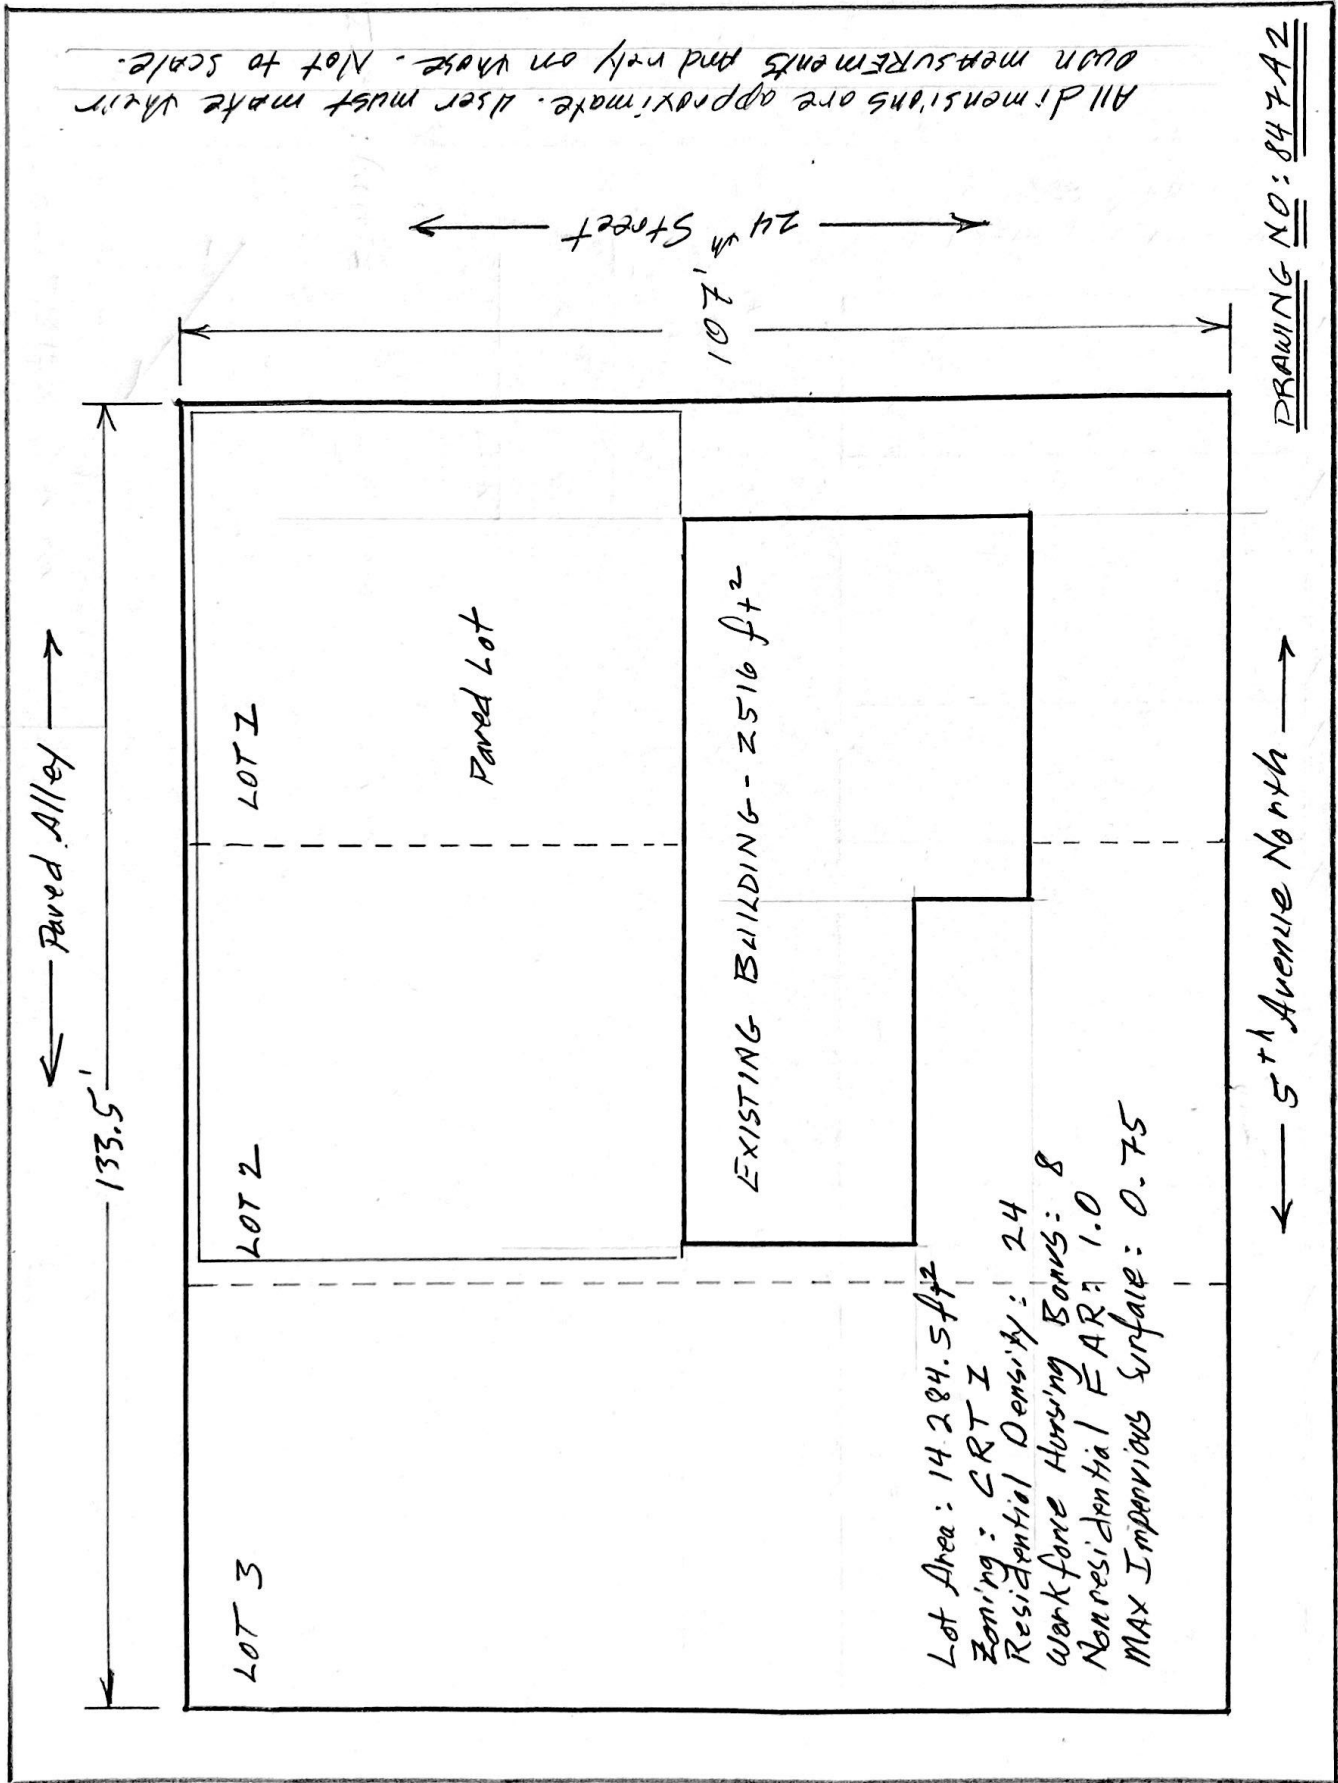 Paved Alley
133.5'
LOT 3
LOT 2
LOT 1
Paved Lot
EXISTING BUILDING - 2516 ft²
Lot Area: 14 284.5 ft²
Zoning: CRT 1
Residential Density: 24
Workforce Housing Bonus: 8
Nonresidential FAR: 1.0
MAX Impervious Surface: 0.75
5th Avenue North
107'
24th Street
All dimensions are approximate. User must make their
own measurements and rely on those. Not to scale.
DRAWING NO: 847A2